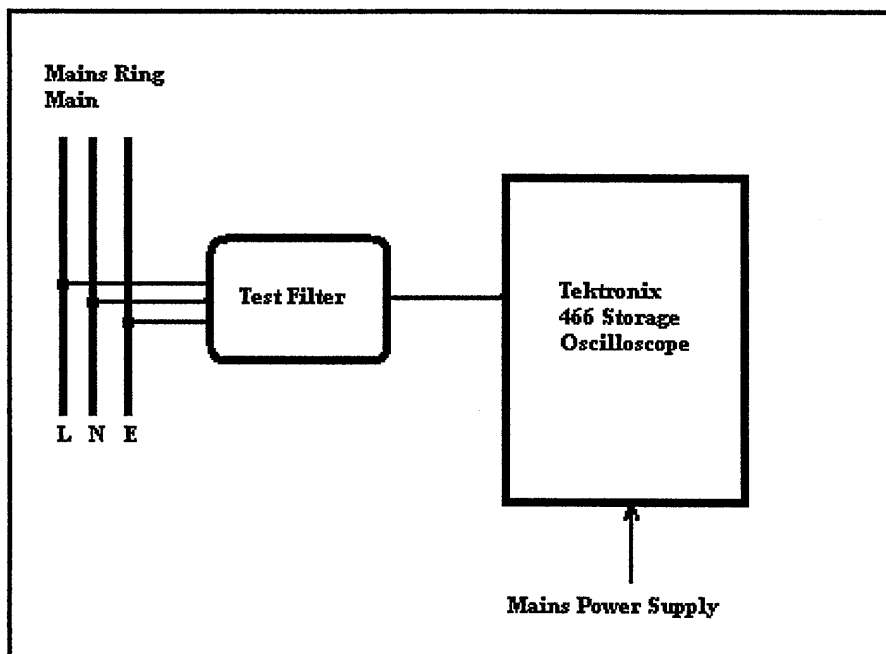 Mains Ring
Main
Test Filter
Tektronix
466 Storage
Oscilloscope
L N E
Mains Power Supply